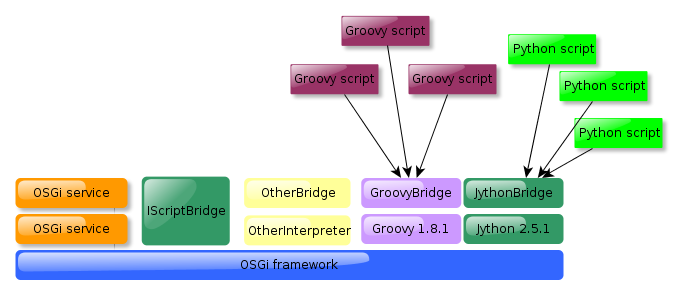 Groovy script
Python script
Groovy script
Groovy script
Python script
Python script
OSGi service
IScriptBridge
OtherBridge
GroovyBridge
JythonBridge
OSGi service
OtherInterpreter
Groovy 1.8.1
Jython 2.5.1
OSGi framework